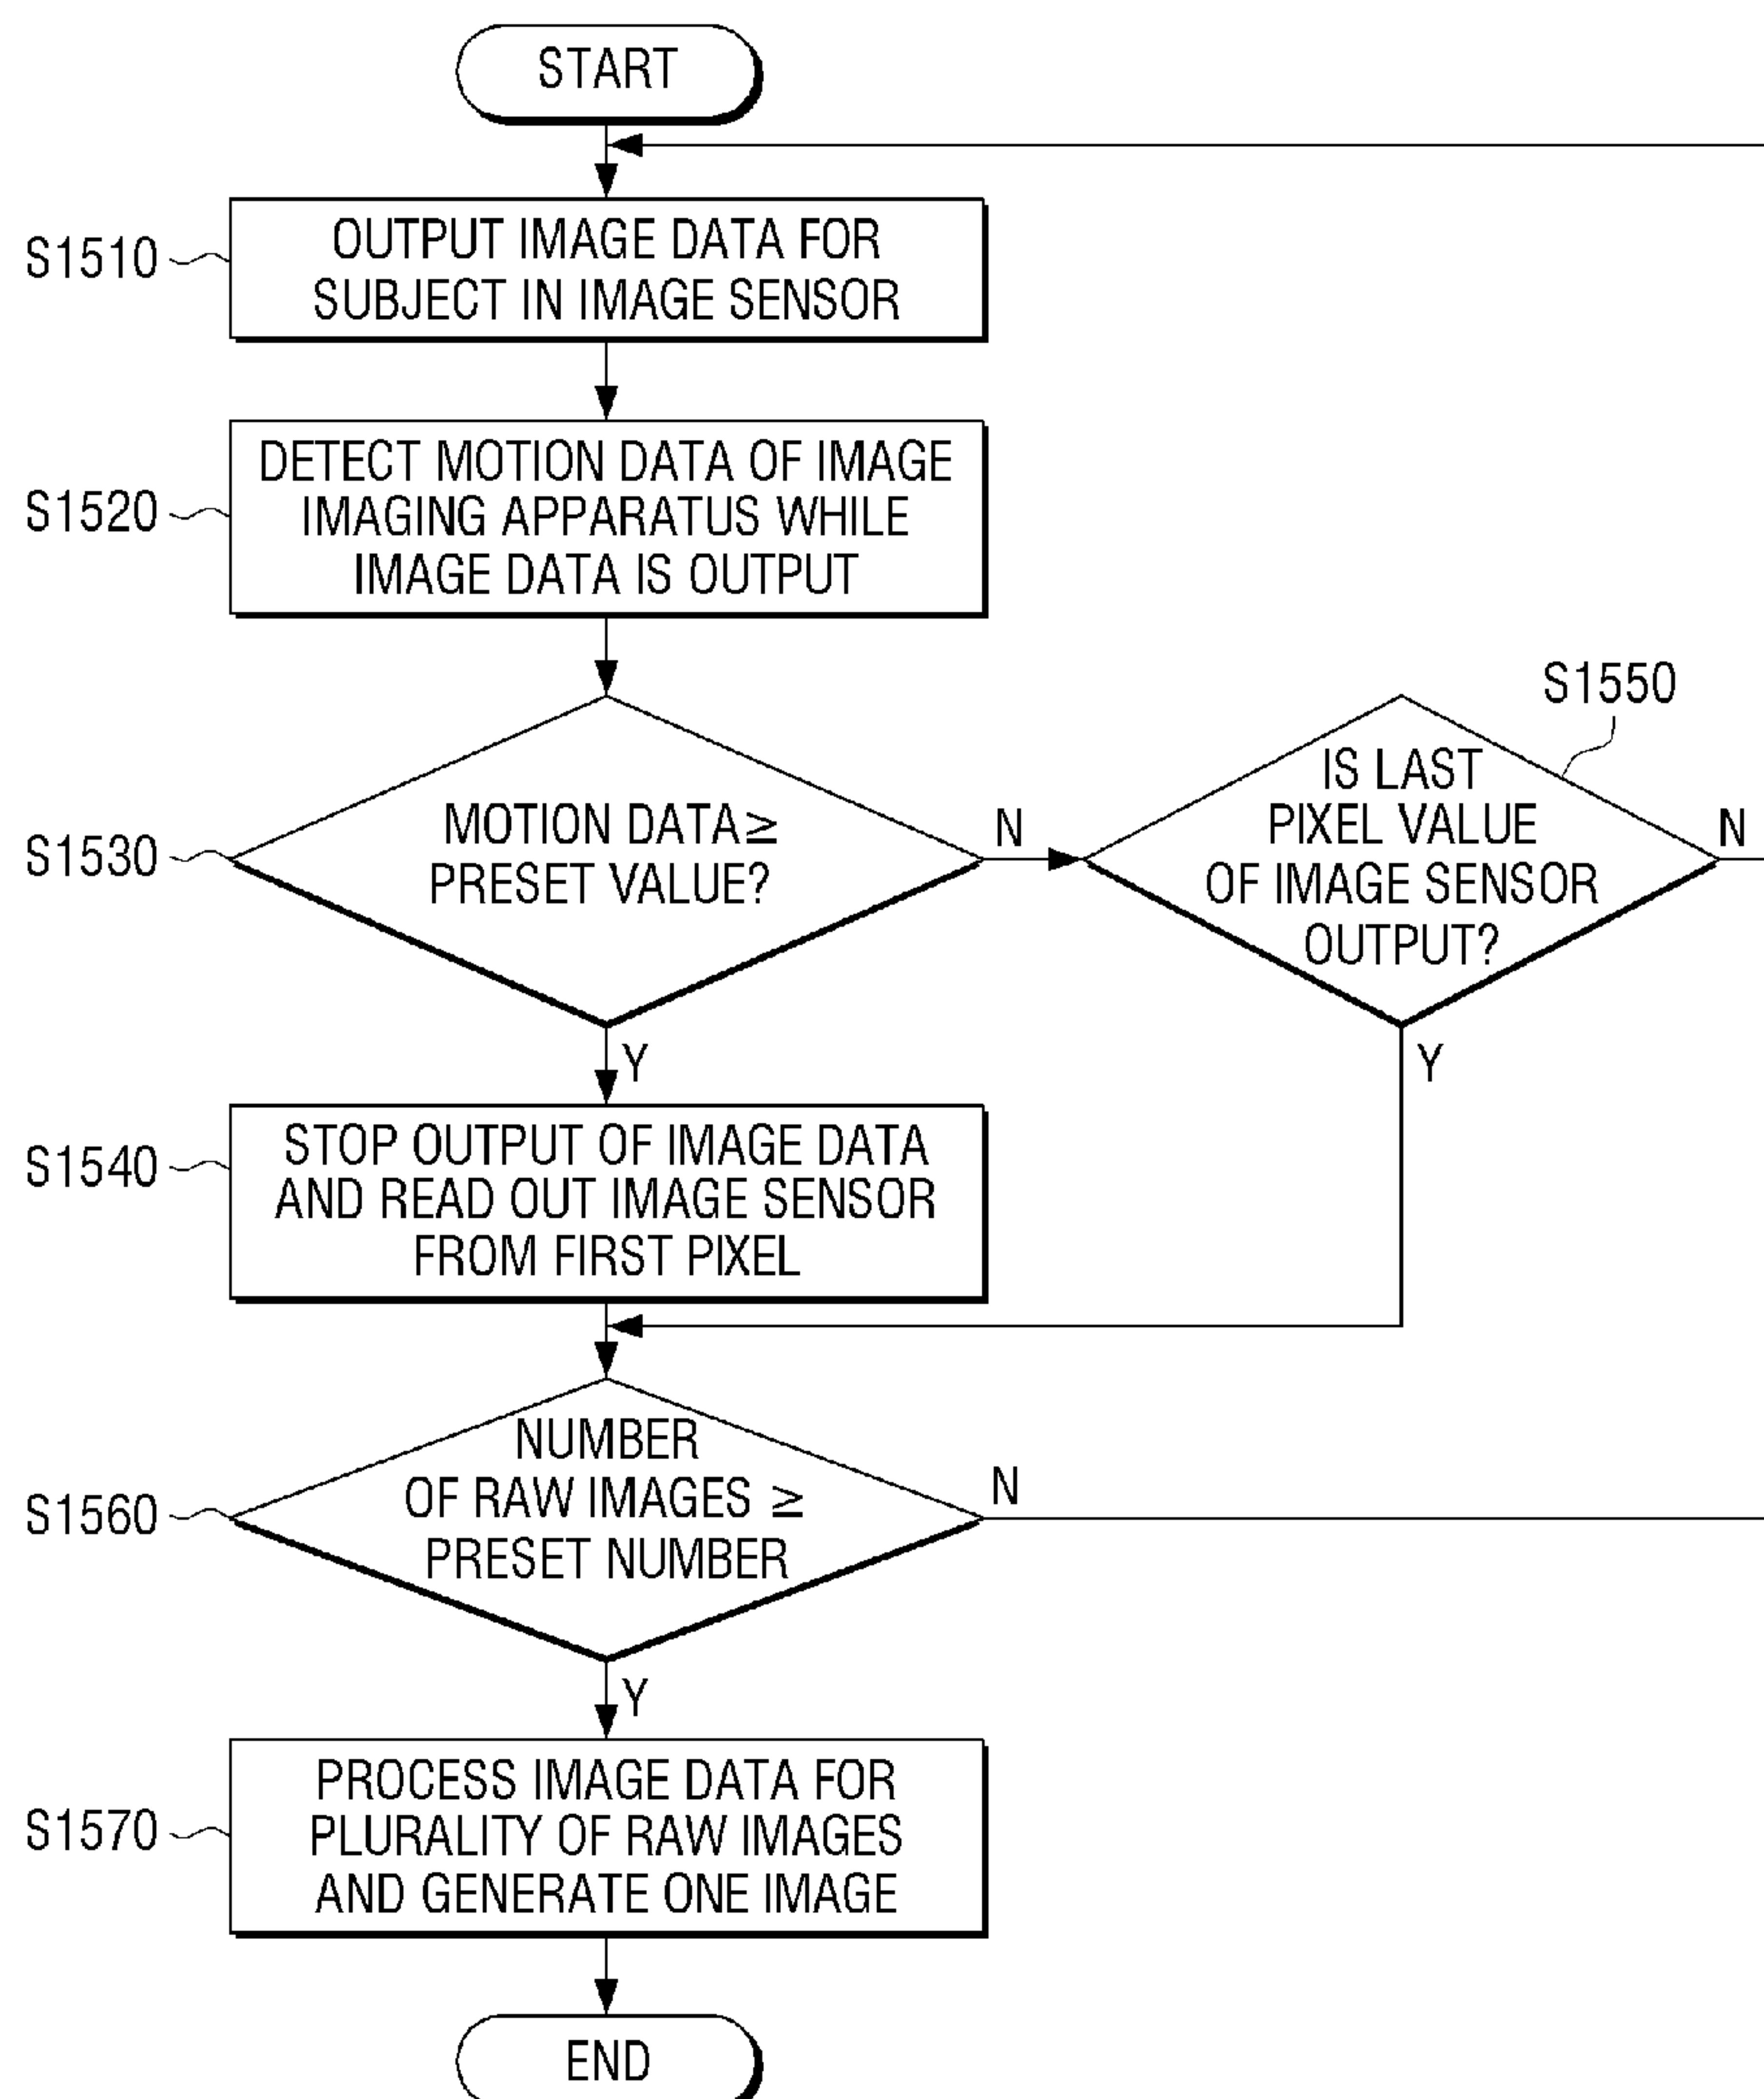 START
S1510
OUTPUT IMAGE DATA FOR
SUBJECT IN IMAGE SENSOR
S1520
DETECT MOTION DATA OF IMAGE
IMAGING APPARATUS WHILE
IMAGE DATA IS OUTPUT
S1530
MOTION DATA≥
PRESET VALUE?
N
S1550
IS LAST
PIXEL VALUE
OF IMAGE SENSOR
OUTPUT?
N
Y
Y
S1540
STOP OUTPUT OF IMAGE DATA
AND READ OUT IMAGE SENSOR
FROM FIRST PIXEL
S1560
NUMBER
OF RAW IMAGES ≥
PRESET NUMBER
N
Y
S1570
PROCESS IMAGE DATA FOR
PLURALITY OF RAW IMAGES
AND GENERATE ONE IMAGE
END